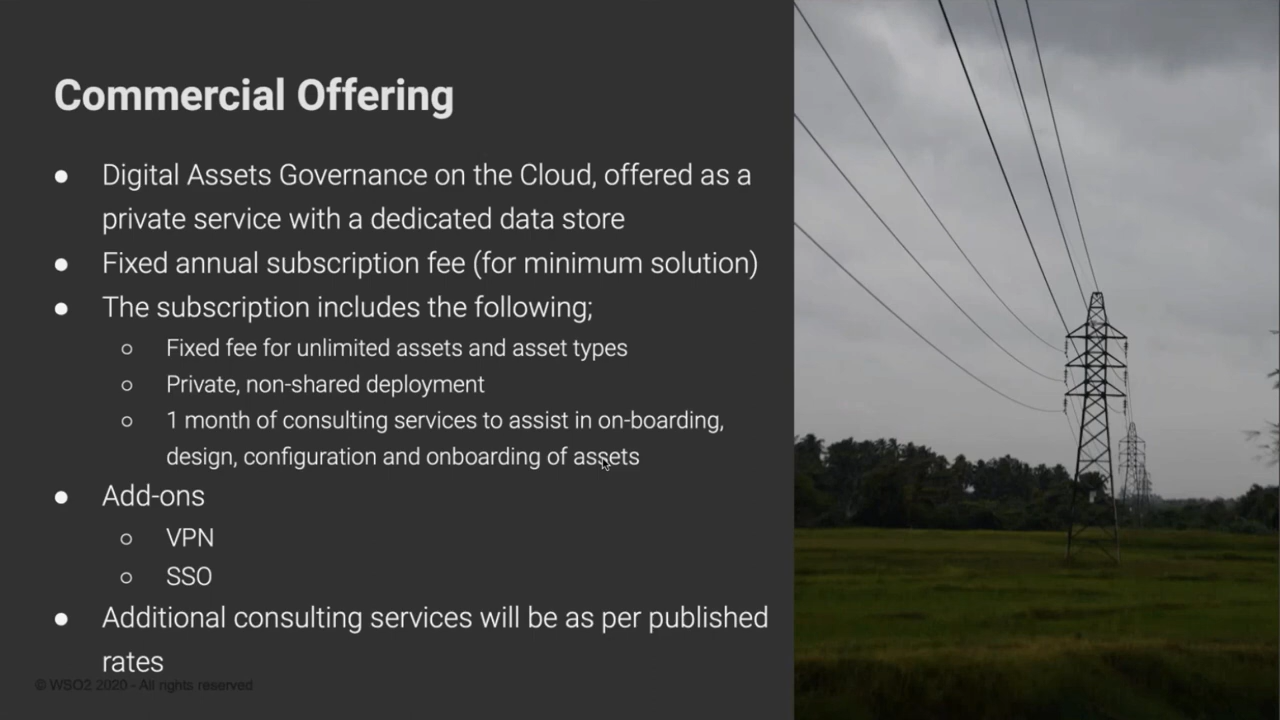 Commercial Offering
● Digital Assets Governance on the Cloud, offered as a
private service with a dedicated data store
● Fixed annual subscription fee (for minimum solution)
● The subscription includes the following;
○ Fixed fee for unlimited assets and asset types
○ Private, non-shared deployment
○ 1 month of consulting services to assist in on-boarding,
design, configuration and onboarding of assets
● Add-ons
○ VPN
○ SSO
● Additional consulting services will be as per published
rates
© WSO2 2020 - All rights reserved